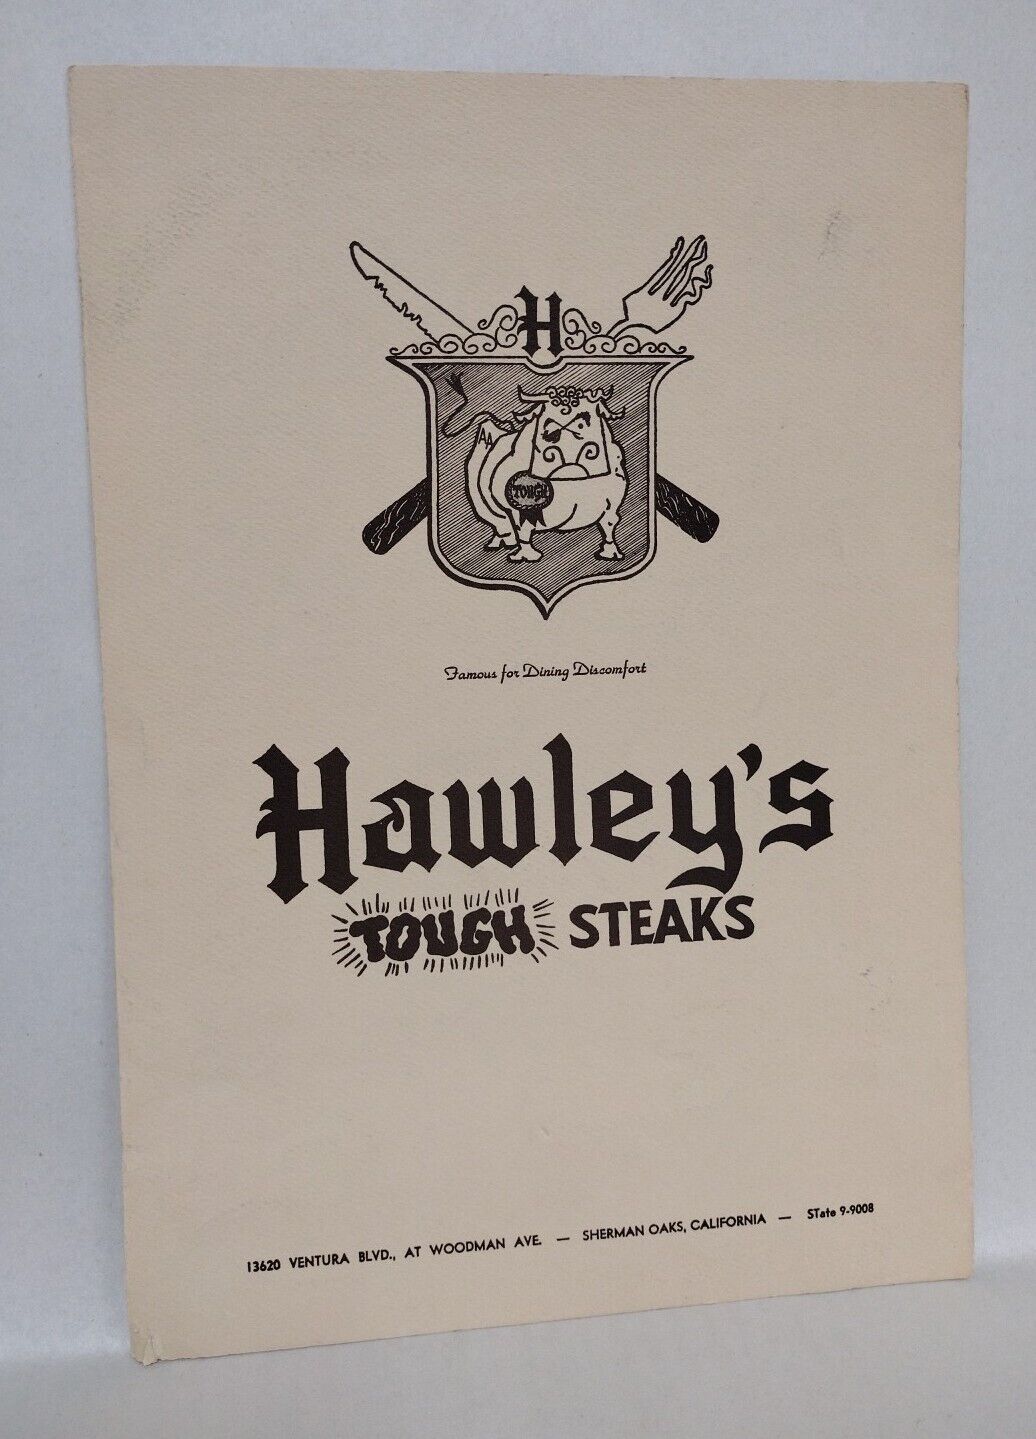 H
AA
TOUGH
Famous for Dining Discomfort
Hawley's
TOUGH STEAKS
13620 VENTURA BLVD., AT WOODMAN AVE. — SHERMAN OAKS, CALIFORNIA — STate 9-9008